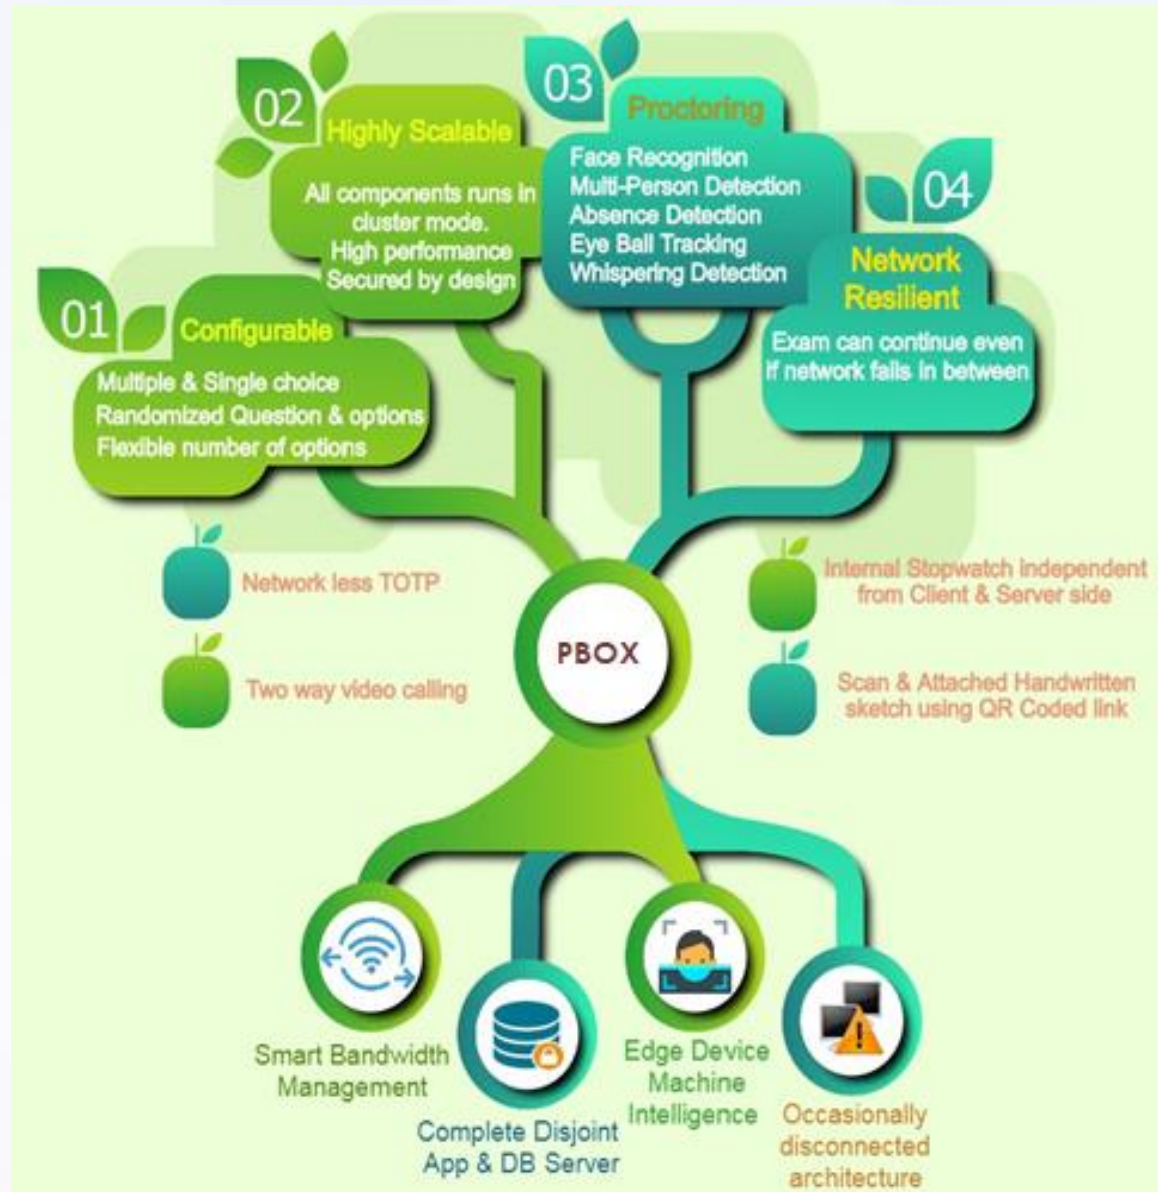 01
Configurable
Multiple & Single choice
Randomized Question & options
Flexible number of options
02
Highly Scalable
All components runs in
cluster mode.
High performance
Secured by design
03
Proctoring
Face Recognition
Multi-Person Detection
Absence Detection
Eye Ball Tracking
Whispering Detection
04
Network
Resilient
Exam can continue even
if network fails in between
Network less TOTP
Two way video calling
PBOX
Internal Stopwatch independent
from Client & Server side
Scan & Attached Handwritten
sketch using QR Coded link
Smart Bandwidth
Management
Complete Disjoint
App & DB Server
Edge Device
Machine
Intelligence
Occasionally
disconnected
architecture